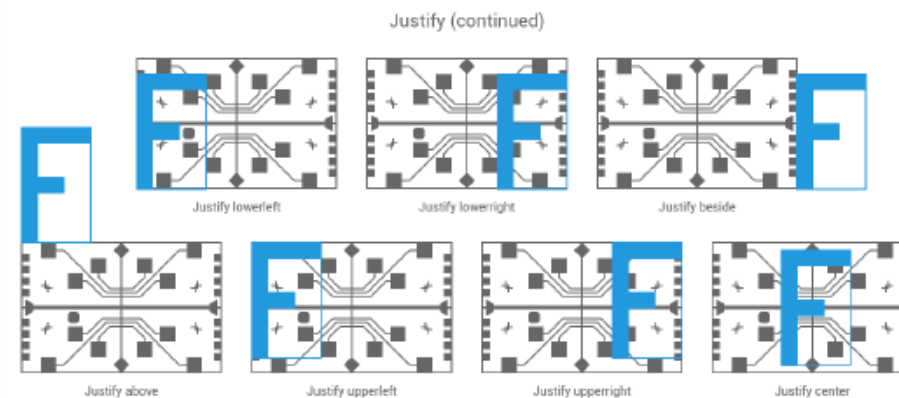 Justify (continued)
Justify lowerleft
Justify lowerright
Justify beside
Justify above
Justify upperleft
Justify upperright
Justify center